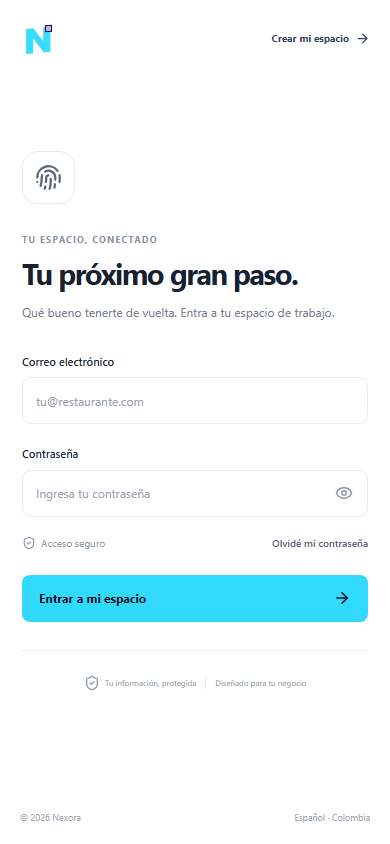 N
Crear mi espacio
TU ESPACIO, CONECTADO
Tu próximo gran paso.
Qué bueno tenerte de vuelta. Entra a tu espacio de trabajo.
Correo electrónico
tu@restaurante.com
Contraseña
Ingresa tu contraseña
Acceso seguro
Olvidé mi contraseña
Entrar a mi espacio
Tu información, protegida
Diseñado para tu negocio
© 2026 Nexora
Español · Colombia